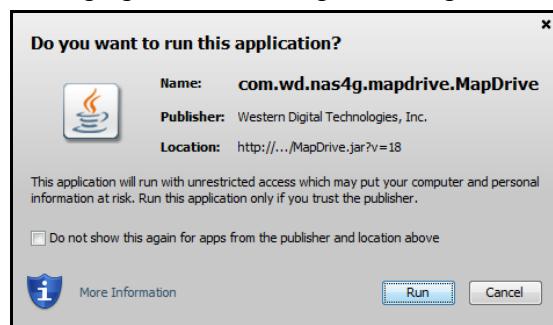 Do you want to run this application?
Name: com.wd.nas4g.mapdrive.MapDrive
Publisher: Western Digital Technologies, Inc.
Location: http://.../MapDrive.jar?v=18
This application will run with unrestricted access which may put your computer and personal
information at risk. Run this application only if you trust the publisher.
Do not show this again for apps from the publisher and location above
More Information
Run Cancel